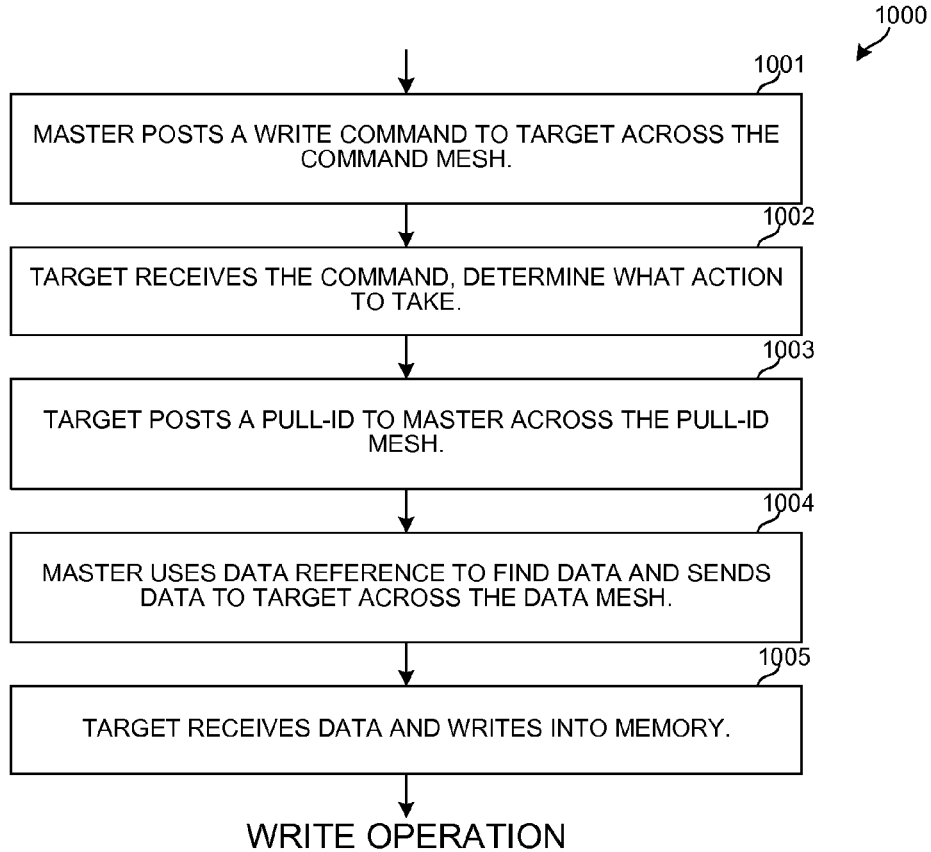 1000
1001
MASTER POSTS A WRITE COMMAND TO TARGET ACROSS THE
COMMAND MESH.
1002
TARGET RECEIVES THE COMMAND, DETERMINE WHAT ACTION
TO TAKE.
1003
TARGET POSTS A PULL-ID TO MASTER ACROSS THE PULL-ID
MESH.
1004
MASTER USES DATA REFERENCE TO FIND DATA AND SENDS
DATA TO TARGET ACROSS THE DATA MESH.
1005
TARGET RECEIVES DATA AND WRITES INTO MEMORY.
WRITE OPERATION